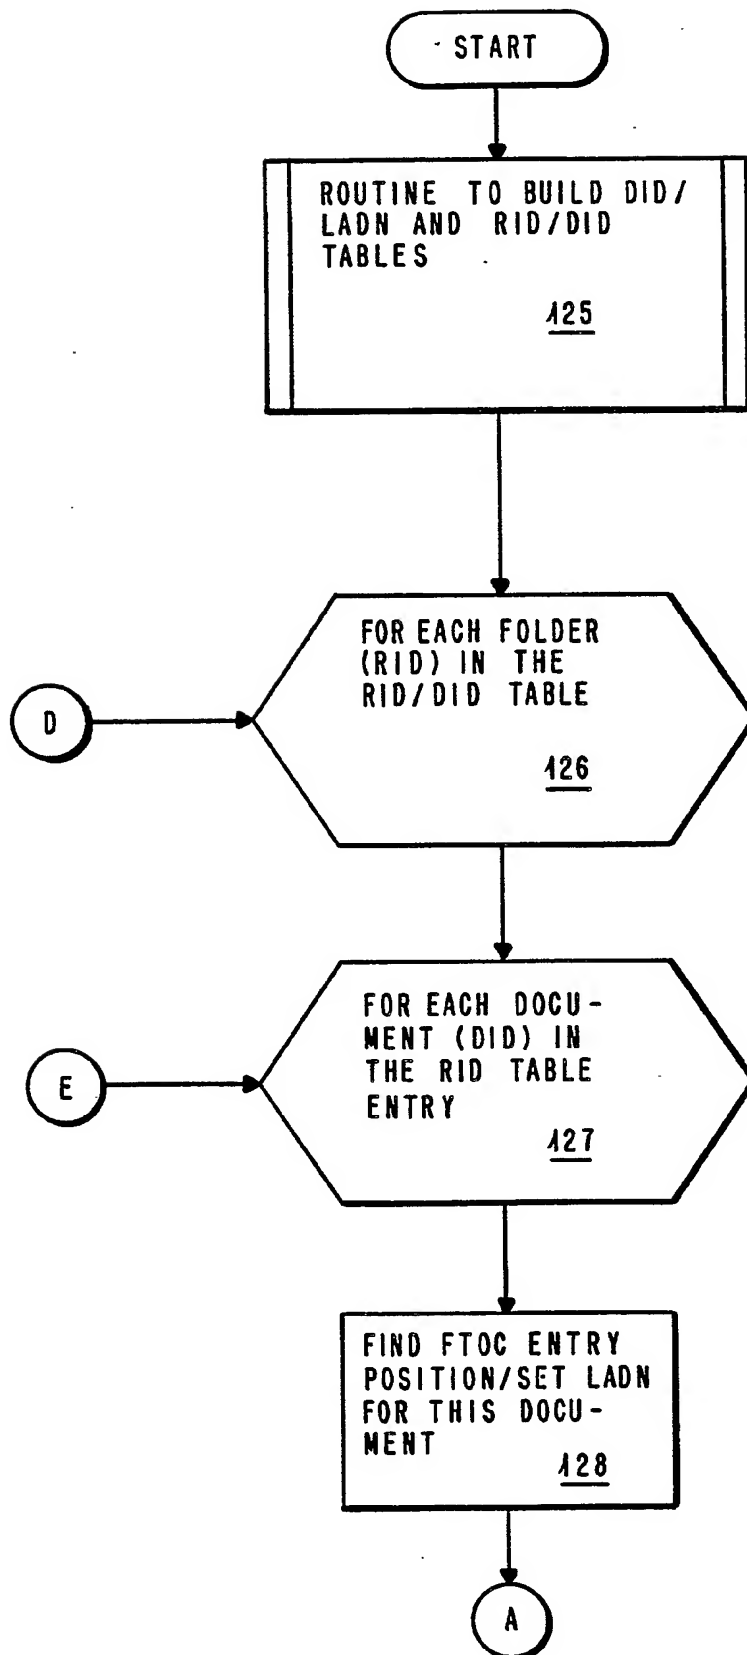 START
ROUTINE TO BUILD DID/
LADN AND RID/DID
TABLES
125
FOR EACH FOLDER
(RID) IN THE
RID/DID TABLE
126
D
FOR EACH DOCU-
MENT (DID) IN
THE RID TABLE
ENTRY
127
E
FIND FTOC ENTRY
POSITION/SET LADN
FOR THIS DOCU-
MENT
128
A